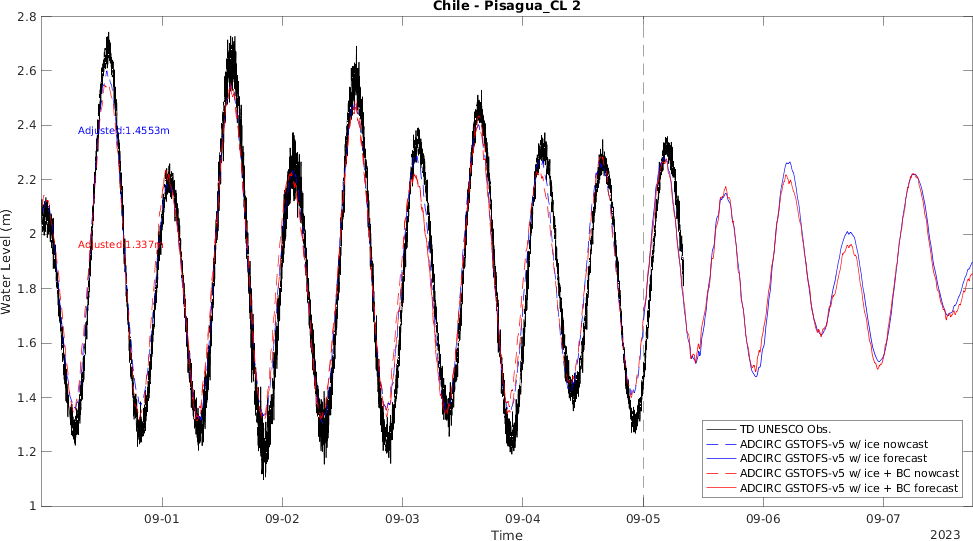 Chile - Pisagua_CL 2
2.8
2.6
2.4
2.2
2
1.8
1.6
1.4
1.2
1
Water Level (m)
Adjusted:1.4553m
Adjusted:1.337m
TD UNESCO Obs.
ADCIRC GSTOFS-v5 w/ ice nowcast
ADCIRC GSTOFS-v5 w/ ice forecast
ADCIRC GSTOFS-v5 w/ ice + BC nowcast
ADCIRC GSTOFS-v5 w/ ice + BC forecast
09-01 09-02 09-03 09-04 09-05 09-06 09-07
Time
2023